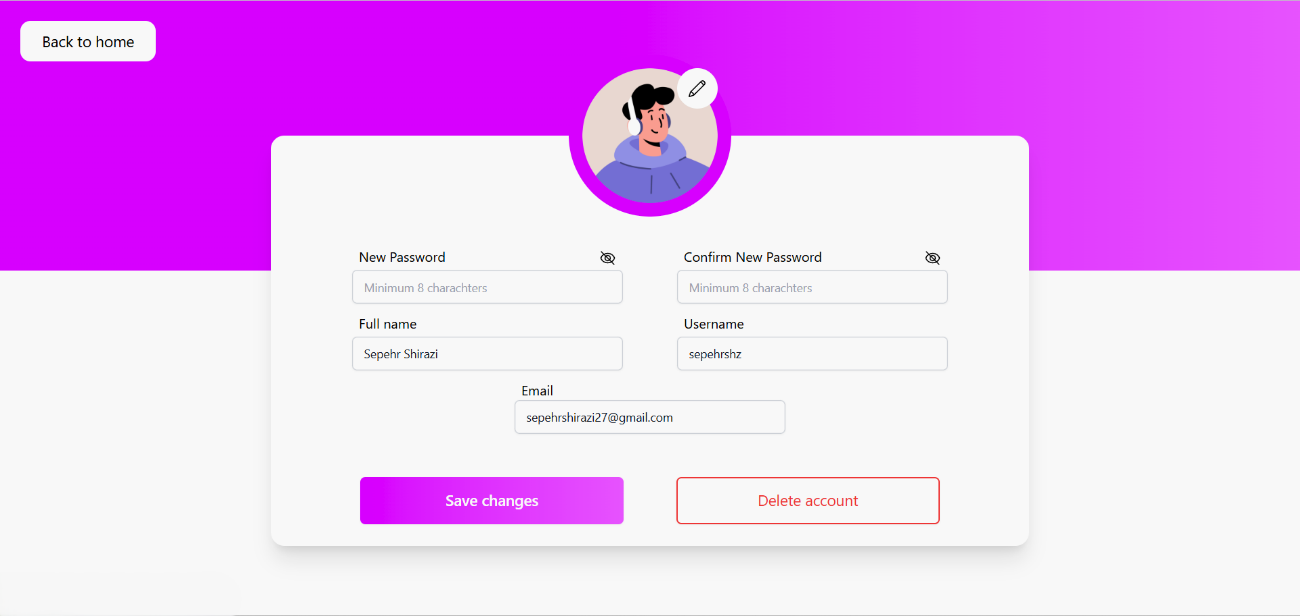 Back to home
New Password
Confirm New Password
Minimum 8 charachters
Minimum 8 charachters
Full name
Username
Sepehr Shirazi
sepehrshz
Email
sepehrshirazi27@gmail.com
Save changes
Delete account